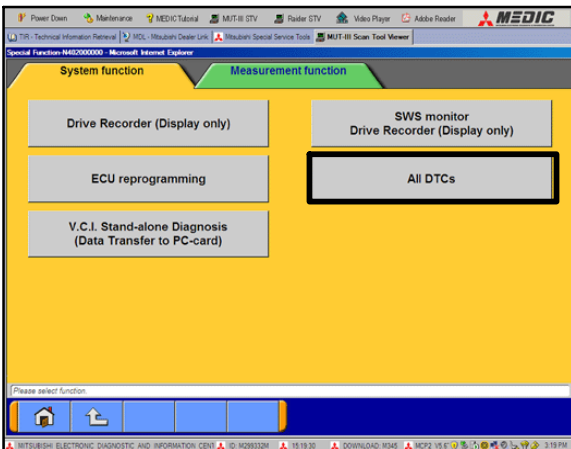 Power Down Maintenance MEDIC Tutorial MUT-III STV Raider STV Video Player Adobe Reader MEDIC
TIR - Technical Information Retrieval MDL - Mitsubishi Dealer Link Mitsubishi Special Service Tools MUT-III Scan Tool Viewer
Special Function-N402000000 - Microsoft Internet Explorer
System function Measurement function
Drive Recorder (Display only)
SWS monitor
Drive Recorder (Display only)
ECU reprogramming
All DTCs
V.C.I. Stand-alone Diagnosis
(Data Transfer to PC-card)
Please select function.
MITSUBISHI ELECTRONIC DIAGNOSTIC AND INFORMATION CENT ID: M299332M 15.19.30 DOWNLOAD: M345 3:19 PM